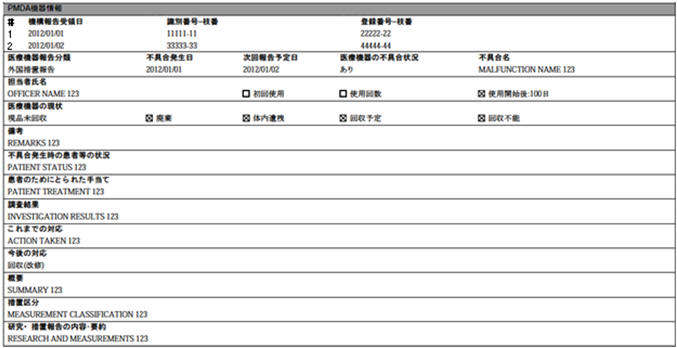 PMDA機器情報
# 機構報告受領日 識別番号–枝番 登録番号–枝番
1 2012/01/01 11111-11 22222-22
2 2012/01/02 33333-33 44444-44
医療機器報告分類 不具合発生日 次回報告予定日 医療機器の不具合状況 不具合名
外国措置報告 2012/01/01 2012/01/02 あり MALFUNCTION NAME 123
担当者氏名
OFFICER NAME 123 ☐ 初回使用 ☐ 使用回数 ☒ 使用開始後:100日
医療機器の現状
現品未回収 ☒ 廃棄 ☒ 体内遺残 ☒ 回収予定 ☒ 回収不能
備考
REMARKS 123
不具合発生時の患者等の状況
PATIENT STATUS 123
患者のためにとられた手当て
PATIENT TREATMENT 123
調査結果
INVESTIGATION RESULTS 123
これまでの対応
ACTION TAKEN 123
今後の対応
回収(改修)
概要
SUMMARY 123
措置区分
MEASUREMENT CLASSIFICATION 123
研究・措置報告の内容・要約
RESEARCH AND MEASUREMENTS 123